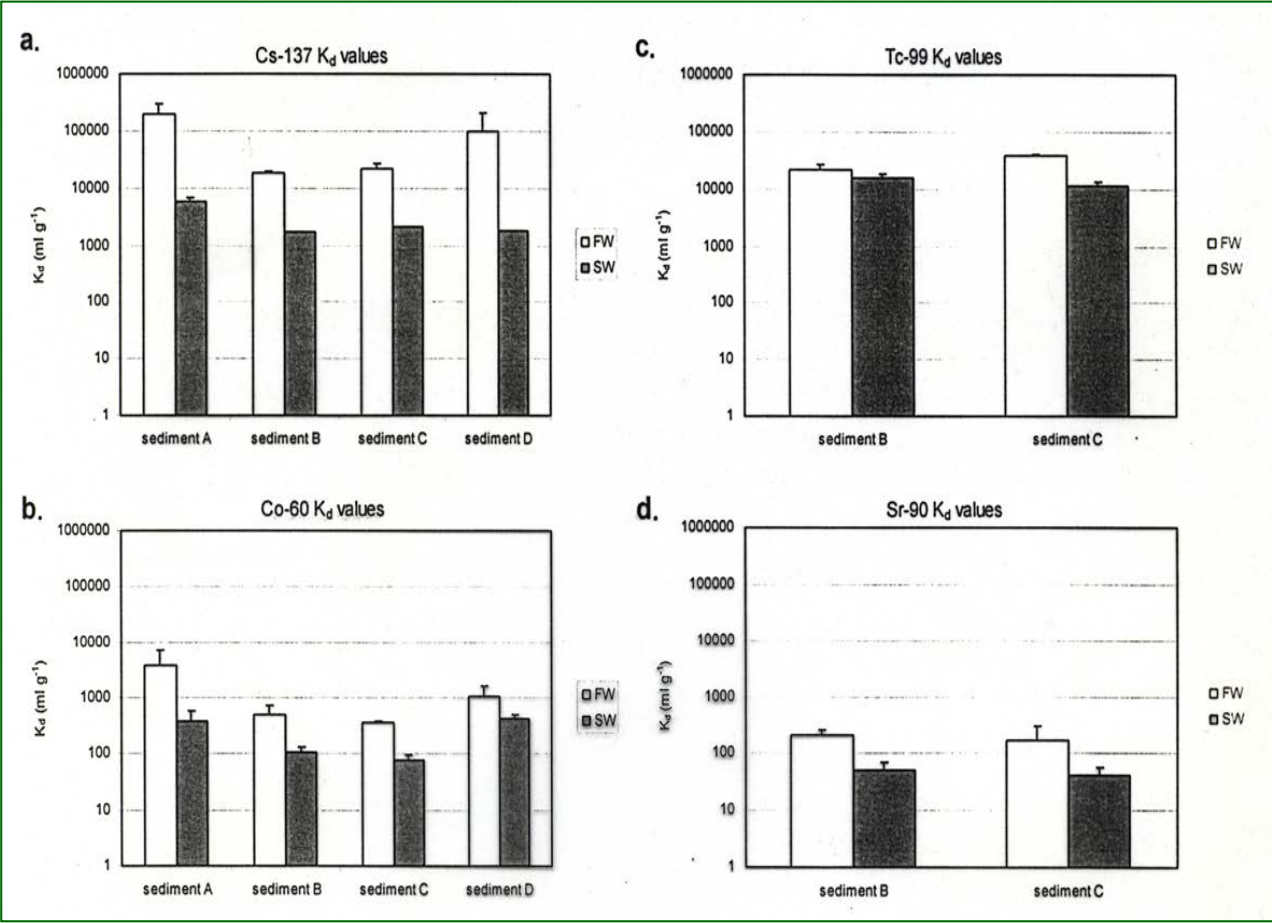 a.
Cs-137 Kd values
1000000
100000
10000
1000
100
10
1
Kd (ml g-1)
sediment A sediment B sediment C sediment D
FW
SW
c.
Tc-99 Kd values
1000000
100000
10000
1000
100
10
1
Kd (ml g-1)
sediment B sediment C
FW
SW
b.
Co-60 Kd values
1000000
100000
10000
1000
100
10
1
Kd (ml g-1)
sediment A sediment B sediment C sediment D
FW
SW
d.
Sr-90 Kd values
1000000
100000
10000
1000
100
10
1
Kd (ml g-1)
sediment B sediment C
FW
SW